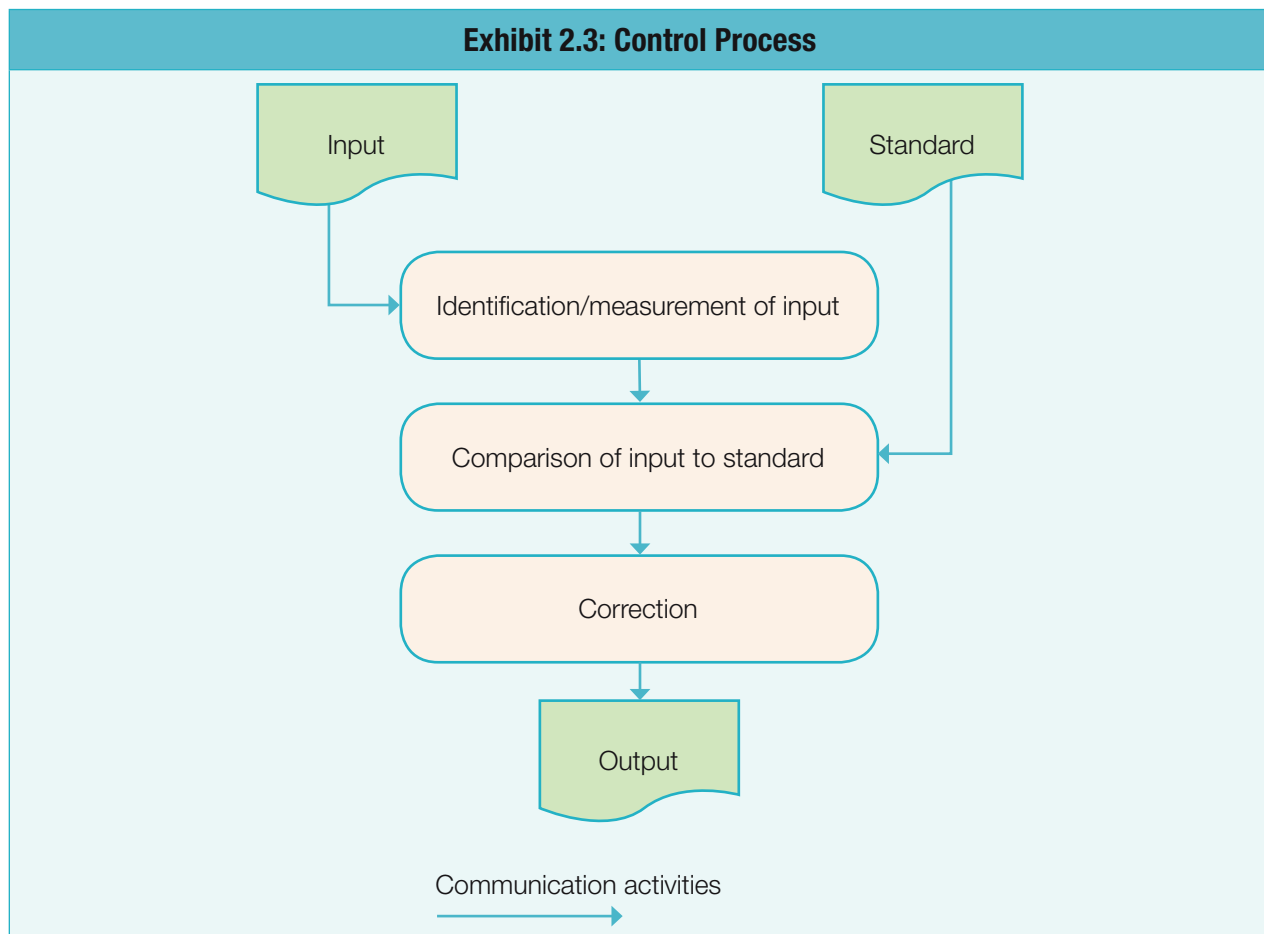 Exhibit 2.3: Control Process
Input
Standard
Identification/measurement of input
Comparison of input to standard
Correction
Output
Communication activities